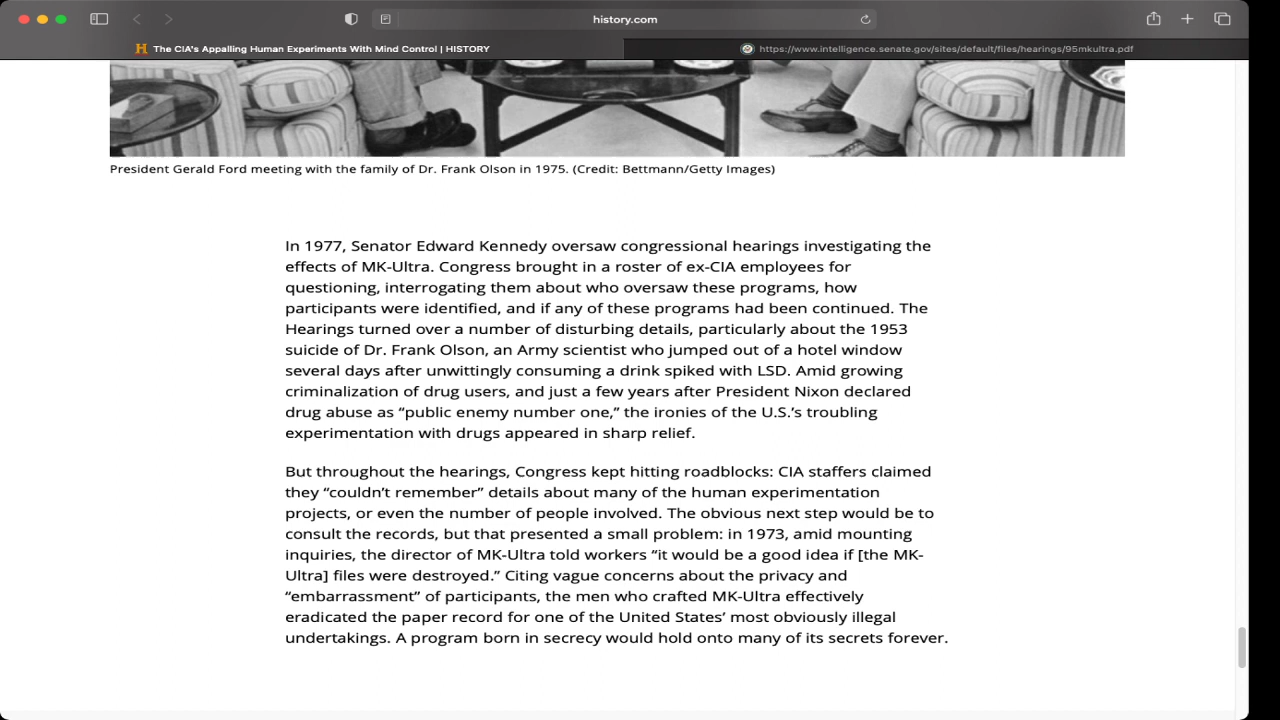 history.com
The CIA's Appalling Human Experiments With Mind Control | HISTORY
https://www.intelligence.senate.gov/sites/default/files/hearings/95mkultra.pdf
President Gerald Ford meeting with the family of Dr. Frank Olson in 1975. (Credit: Bettmann/Getty Images)
In 1977, Senator Edward Kennedy oversaw congressional hearings investigating the
effects of MK-Ultra. Congress brought in a roster of ex-CIA employees for
questioning, interrogating them about who oversaw these programs, how
participants were identified, and if any of these programs had been continued. The
Hearings turned over a number of disturbing details, particularly about the 1953
suicide of Dr. Frank Olson, an Army scientist who jumped out of a hotel window
several days after unwittingly consuming a drink spiked with LSD. Amid growing
criminalization of drug users, and just a few years after President Nixon declared
drug abuse as “public enemy number one,” the ironies of the U.S.’s troubling
experimentation with drugs appeared in sharp relief.
But throughout the hearings, Congress kept hitting roadblocks: CIA staffers claimed
they “couldn’t remember” details about many of the human experimentation
projects, or even the number of people involved. The obvious next step would be to
consult the records, but that presented a small problem: in 1973, amid mounting
inquiries, the director of MK-Ultra told workers “it would be a good idea if [the MK-
Ultra] files were destroyed.” Citing vague concerns about the privacy and
“embarrassment” of participants, the men who crafted MK-Ultra effectively
eradicated the paper record for one of the United States’ most obviously illegal
undertakings. A program born in secrecy would hold onto many of its secrets forever.